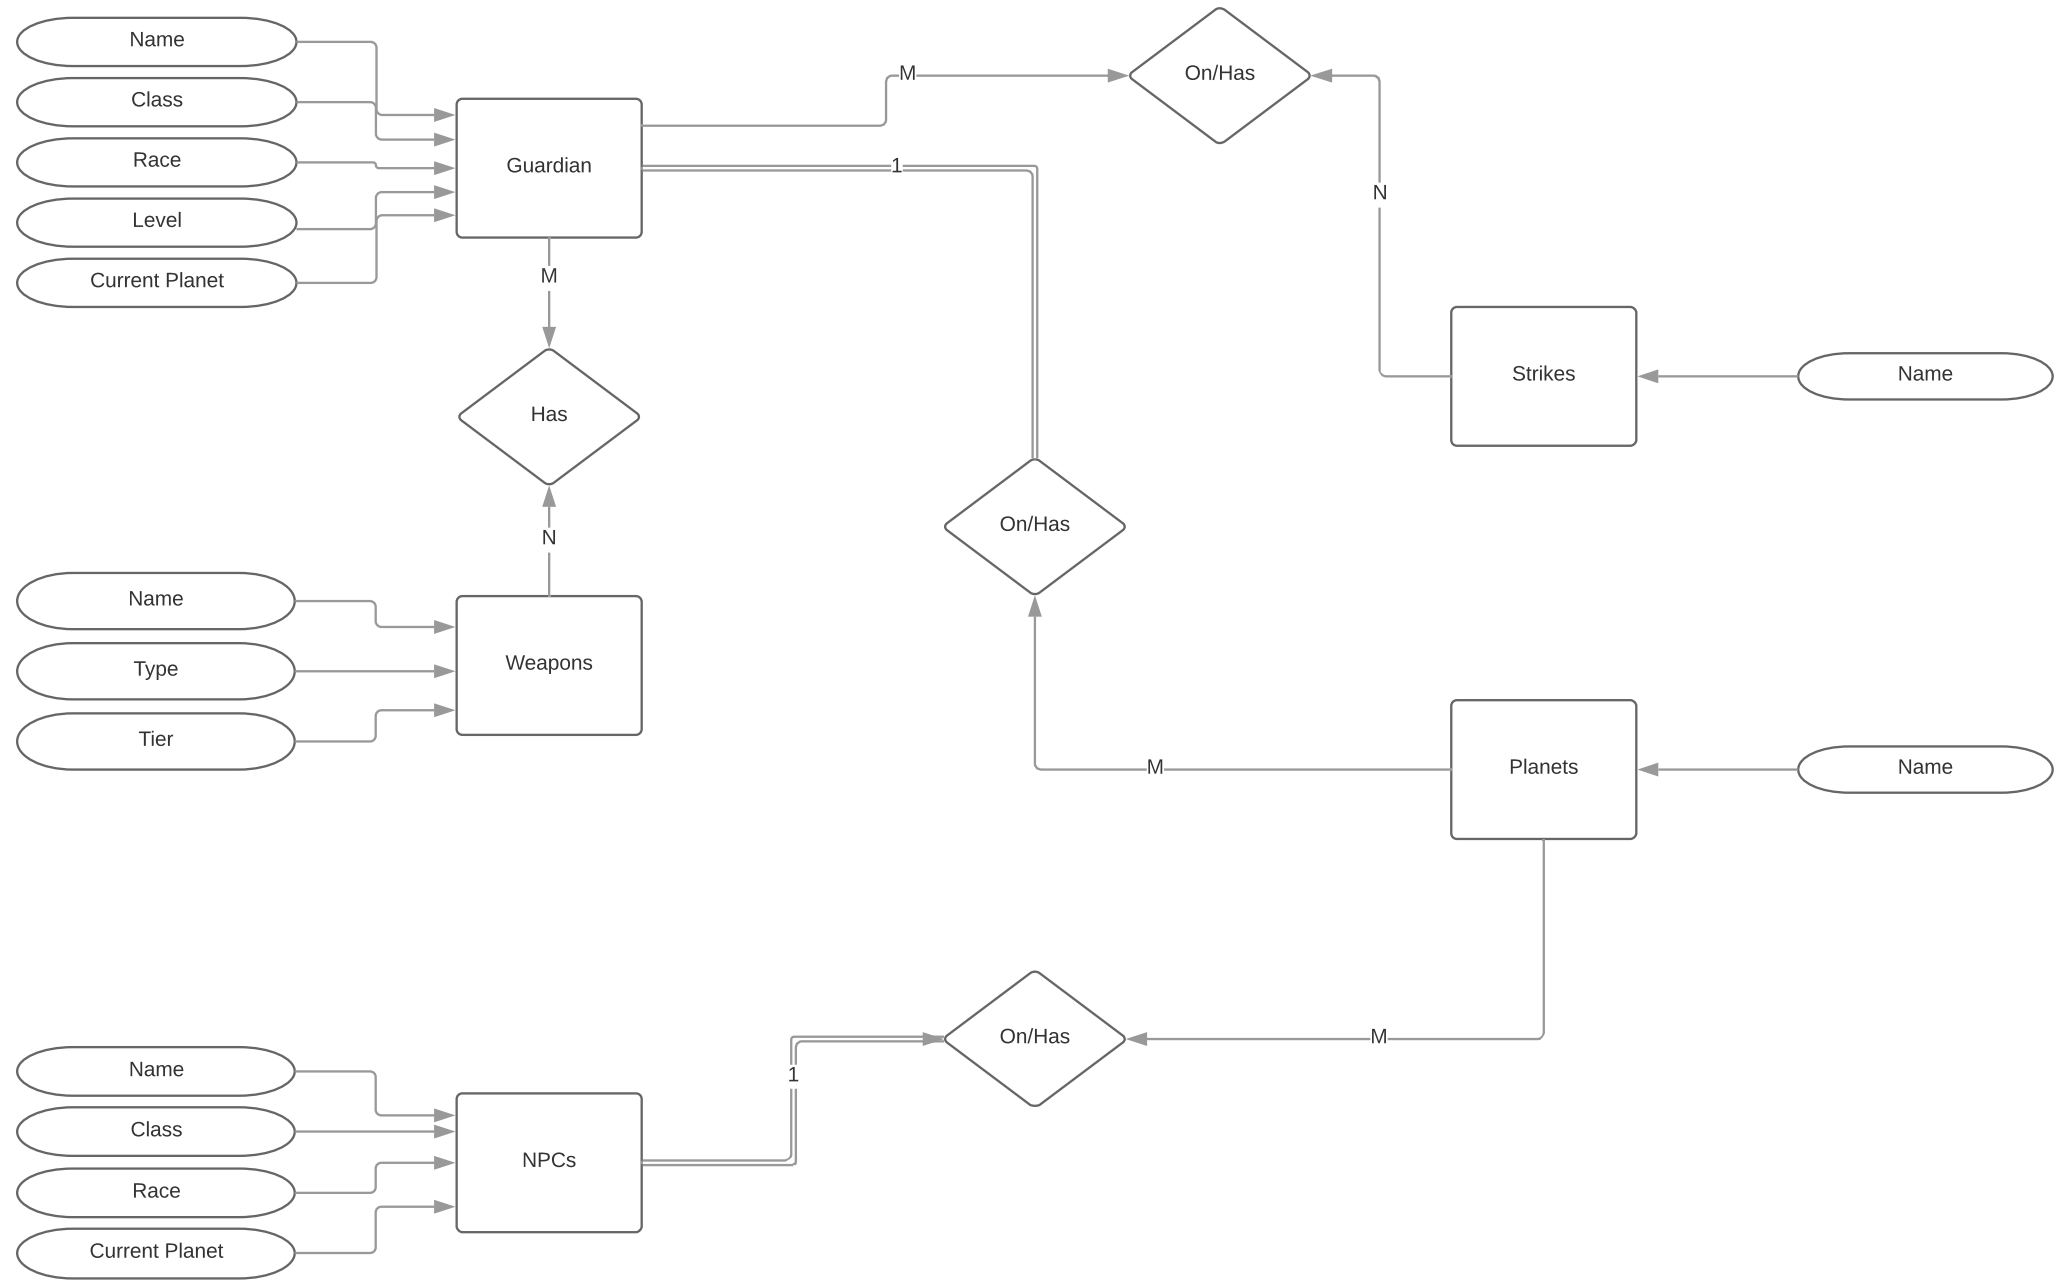 Name
Class
Race
Level
Current Planet
Guardian
M
On/Has
1
N
M
Has
Strikes
Name
On/Has
N
Name
Type
Tier
Weapons
M
Planets
Name
On/Has
M
1
Name
Class
Race
Current Planet
NPCs